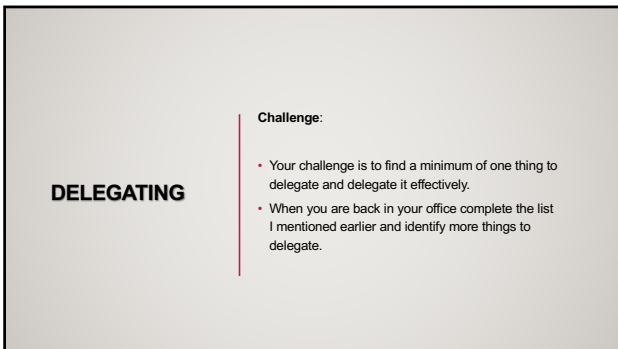 DELEGATING
Challenge:
• Your challenge is to find a minimum of one thing to
delegate and delegate it effectively.
• When you are back in your office complete the list
I mentioned earlier and identify more things to
delegate.